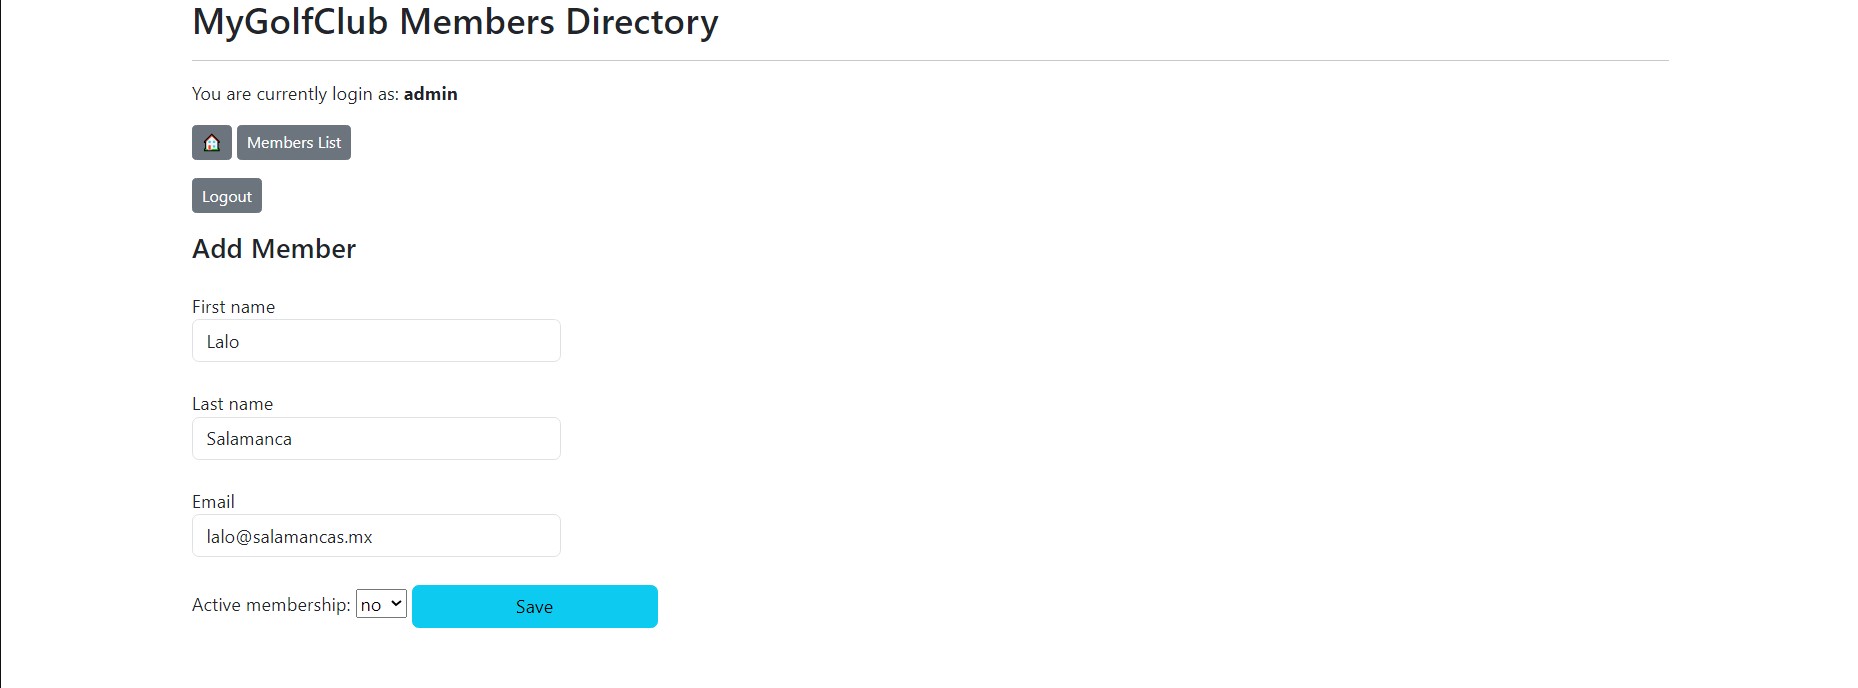 MyGolfClub Members Directory
You are currently login as: admin
Members List
Logout
Add Member
First name
Lalo
Last name
Salamanca
Email
lalo@salamancas.mx
Active membership: no Save